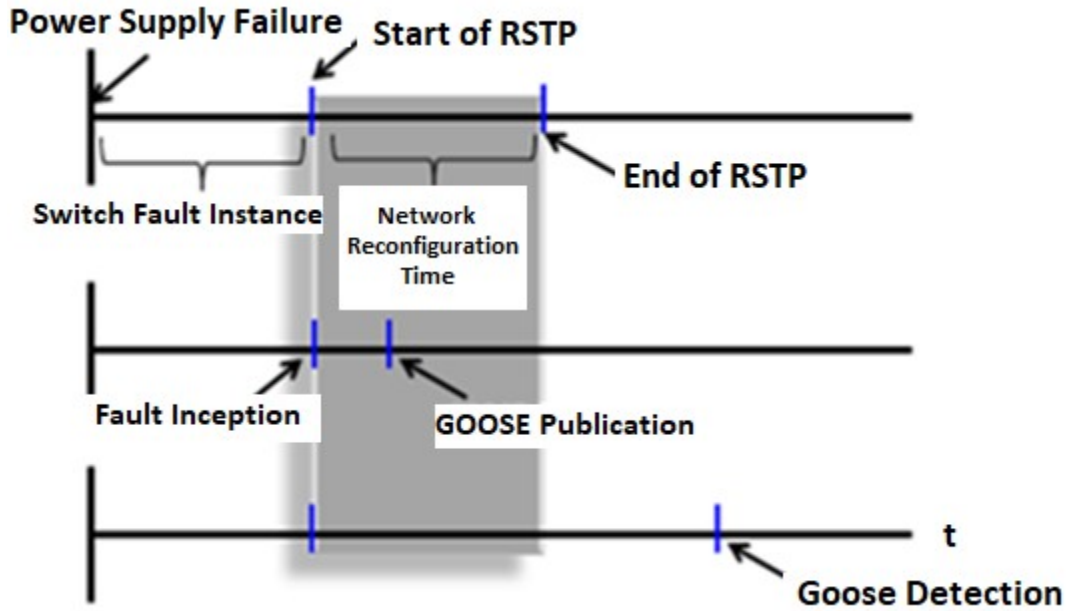 Power Supply Failure
Start of RSTP
End of RSTP
Switch Fault Instance
Network
Reconfiguration
Time
Fault Inception
GOOSE Publication
t
Goose Detection